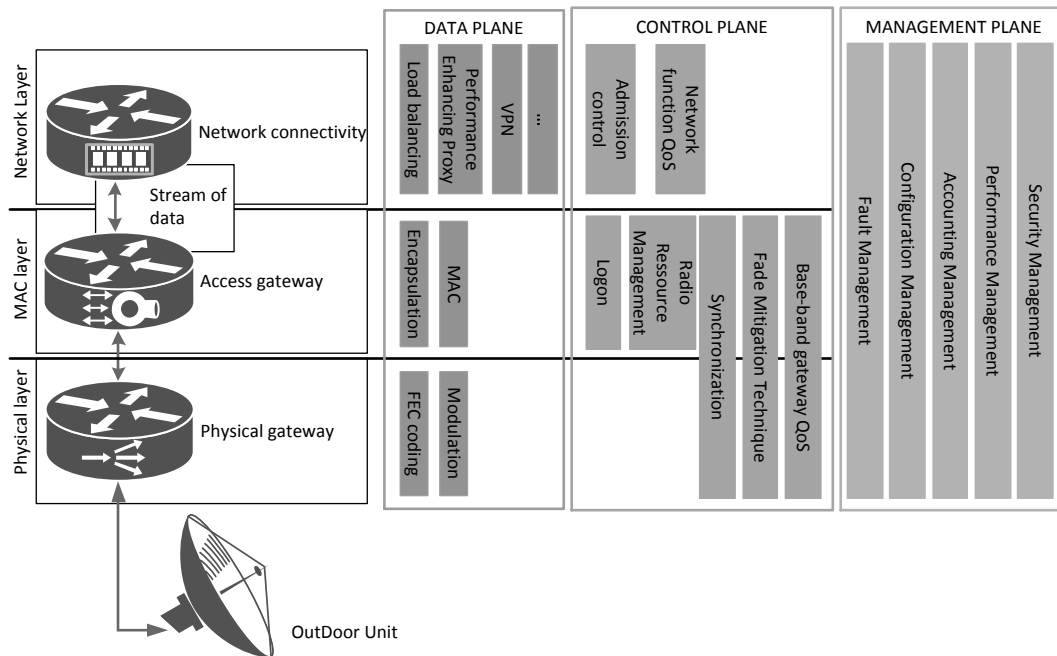 DATA PLANE
CONTROL PLANE
MANAGEMENT PLANE
Network Layer
Network connectivity
Load balancing
Performance
Enhancing Proxy
VPN
...
Admission
control
Network
function QoS
Stream of
data
MAC layer
Access gateway
Encapsulation
MAC
Logon
Radio
Ressource
Management
Synchronization
Fade Mitigation Technique
Base-band gateway QoS
Physical layer
Physical gateway
FEC coding
Modulation
Fault Management
Configuration Management
Accounting Management
Performance Management
Security Management
OutDoor Unit